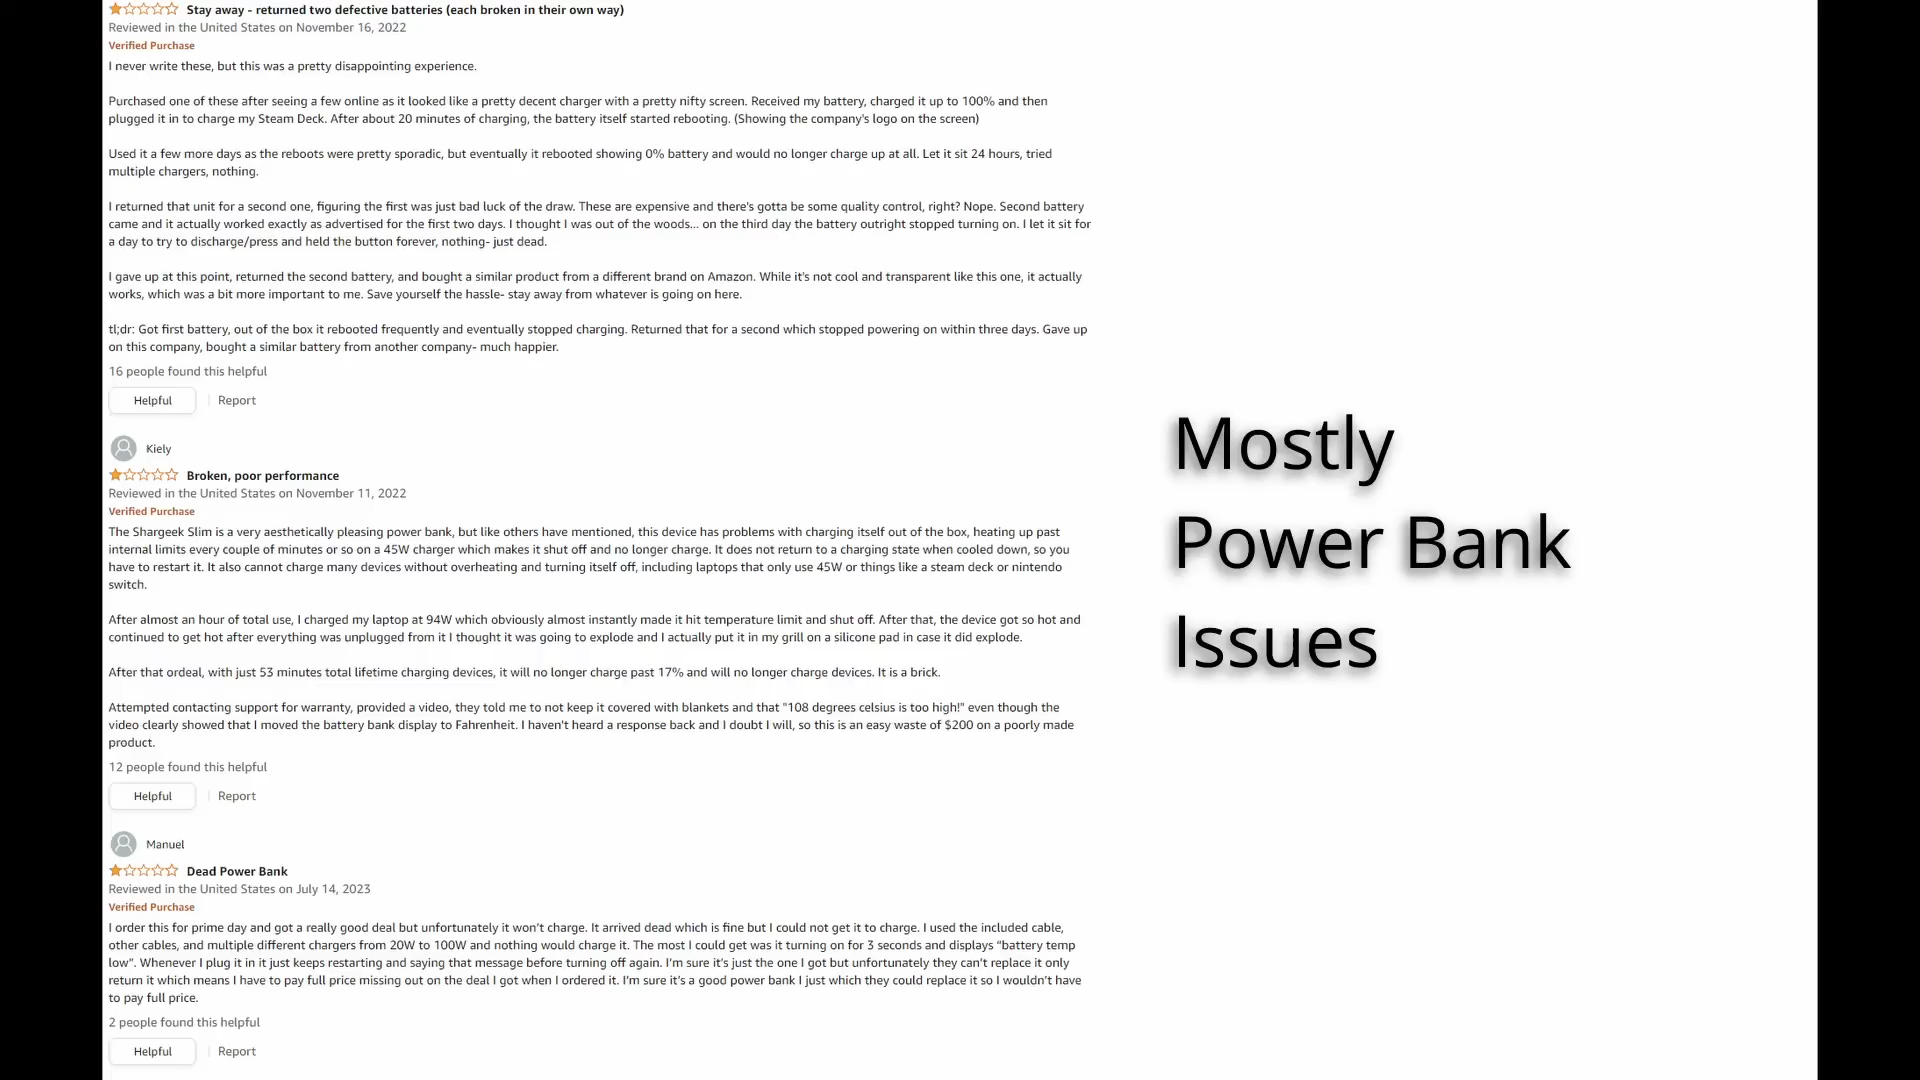 Stay away - returned two defective batteries (each broken in their own way)
Reviewed in the United States on November 16, 2022
Verified Purchase
I never write these, but this was a pretty disappointing experience.
Purchased one of these after seeing a few online as it looked like a pretty decent charger with a pretty nifty screen. Received my battery, charged it up to 100% and then
plugged it in to charge my Steam Deck. After about 20 minutes of charging, the battery itself started rebooting. (Showing the company's logo on the screen)
Used it a few more days as the reboots were pretty sporadic, but eventually it rebooted showing 0% battery and would no longer charge up at all. Let it sit 24 hours, tried
multiple chargers, nothing.
I returned that unit for a second one, figuring the first was just bad luck of the draw. These are expensive and there's gotta be some quality control, right? Nope. Second battery
came and it actually worked exactly as advertised for the first two days. I thought I was out of the woods... on the third day the battery outright stopped turning on. I let it sit for
a day to try to discharge/press and held the button forever, nothing- just dead.
I gave up at this point, returned the second battery, and bought a similar product from a different brand on Amazon. While it's not cool and transparent like this one, it actually
works, which was a bit more important to me. Save yourself the hassle- stay away from whatever is going on here.
tl;dr: Got first battery, out of the box it rebooted frequently and eventually stopped charging. Returned that for a second which stopped powering on within three days. Gave up
on this company, bought a similar battery from another company- much happier.
16 people found this helpful
Helpful | Report
Kiely
Broken, poor performance
Reviewed in the United States on November 11, 2022
Verified Purchase
The Shargeek Slim is a very aesthetically pleasing power bank, but like others have mentioned, this device has problems with charging itself out of the box, heating up past
internal limits every couple of minutes or so on a 45W charger which makes it shut off and no longer charge. It does not return to a charging state when cooled down, so you
have to restart it. It also cannot charge many devices without overheating and turning itself off, including laptops that only use 45W or things like a steam deck or nintendo
switch.
After almost an hour of total use, I charged my laptop at 94W which obviously almost instantly made it hit temperature limit and shut off. After that, the device got so hot and
continued to get hot after everything was unplugged from it I thought it was going to explode and I actually put it in my grill on a silicone pad in case it did explode.
After that ordeal, with just 53 minutes total lifetime charging devices, it will no longer charge past 17% and will no longer charge devices. It is a brick.
Attempted contacting support for warranty, provided a video, they told me to not keep it covered with blankets and that "108 degrees celsius is too high!" even though the
video clearly showed that I moved the battery bank display to Fahrenheit. I haven't heard a response back and I doubt I will, so this is an easy waste of $200 on a poorly made
product.
12 people found this helpful
Helpful | Report
Manuel
Dead Power Bank
Reviewed in the United States on July 14, 2023
Verified Purchase
I order this for prime day and got a really good deal but unfortunately it won't charge. It arrived dead which is fine but I could not get it to charge. I used the included cable,
other cables, and multiple different chargers from 20W to 100W and nothing would charge it. The most I could get was it turning on for 3 seconds and displays “battery temp
low”. Whenever I plug it in it just keeps restarting and saying that message before turning off again. I'm sure it's just the one I got but unfortunately they can't replace it only
return it which means I have to pay full price missing out on the deal I got when I ordered it. I'm sure it's a good power bank I just which they could replace it so I wouldn't have
to pay full price.
2 people found this helpful
Helpful | Report
Mostly
Power Bank
Issues